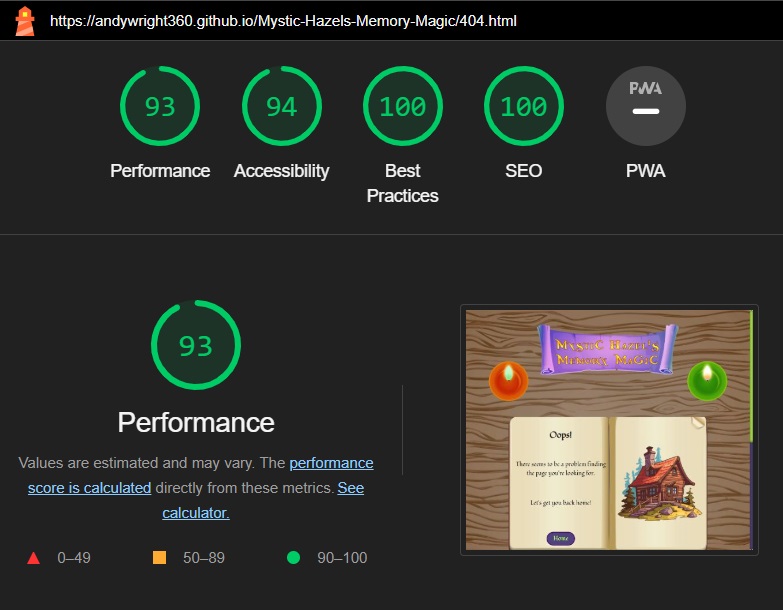 https://andywright360.github.io/Mystic-Hazels-Memory-Magic/404.html
93
94
100
100
PWA
Performance
Accessibility
Best
Practices
SEO
PWA
93
Performance
Values are estimated and may vary. The performance
score is calculated directly from these metrics. See
calculator.
0–49
50–89
90–100
Mystic Hazel's
Memory Magic
Oops!
There seems to be a problem finding
the page you're looking for.
Let's get you back home!
Home